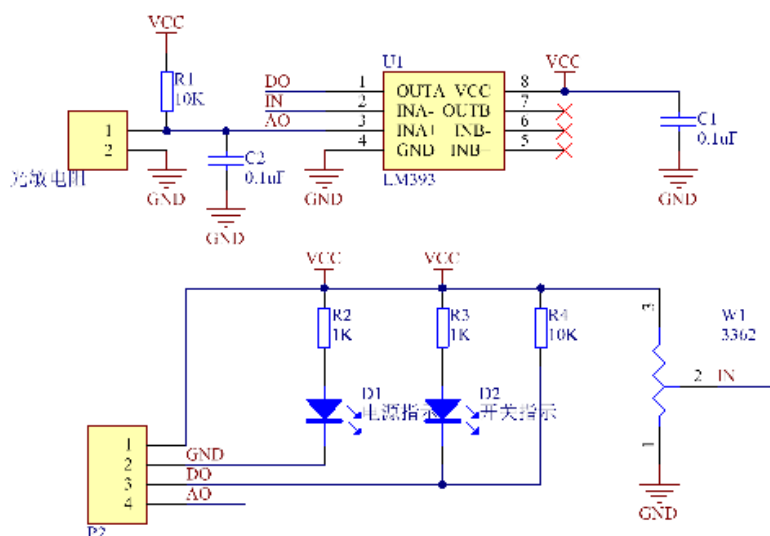 VCC
R1
10K
1
2
光敏电阻
GND
C2
0.1uF
GND
DO
IN
AO
1
2
3
4
GND
U1
OUTA VCC
INA- OUTB
INA+ INB-
GND INB+
LM393
8
7
6
5
VCC
C1
0.1uF
GND
VCC
VCC
R2
1K
R3
1K
R4
10K
D1
电源指示
D2
开关指示
1
2
3
4
P2
GND
DO
AO
3
W1
3362
2
IN
1
GND